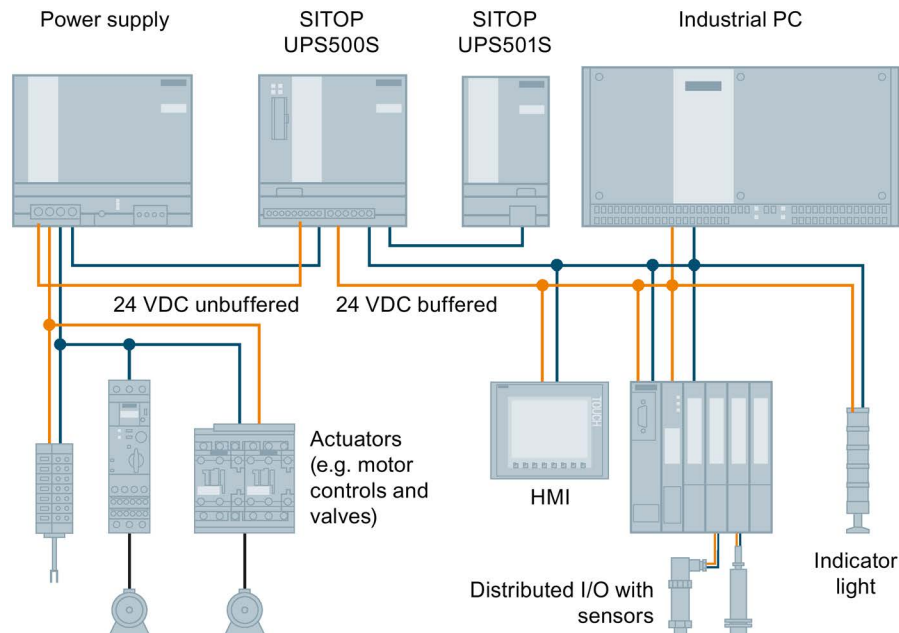 Power supply
SITOP
UPS500S
SITOP
UPS501S
Industrial PC
24 VDC unbuffered
24 VDC buffered
Actuators
(e.g. motor
controls and
valves)
TOUCH
HMI
Distributed I/O with
sensors
Indicator
light